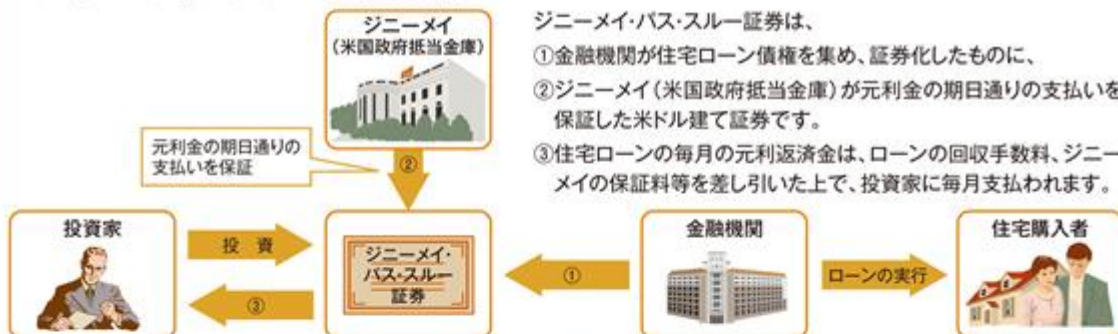 ジニーメイ
(米国政府抵当金庫)
元利金の期日通りの
支払いを保証
②
ジニーメイ・パス・スルー証券は、
①金融機関が住宅ローン債権を集め、証券化したものに、
②ジニーメイ(米国政府抵当金庫)が元利金の期日通りの支払いを
保証した米ドル建て証券です。
③住宅ローンの毎月の元利返済金は、ローンの回収手数料、ジニー
メイの保証料等を差し引いた上で、投資家に毎月支払われます。
投資家
投 資
③
ジニーメイ・
パス・スルー
証券
①
金融機関
ローンの実行
住宅購入者